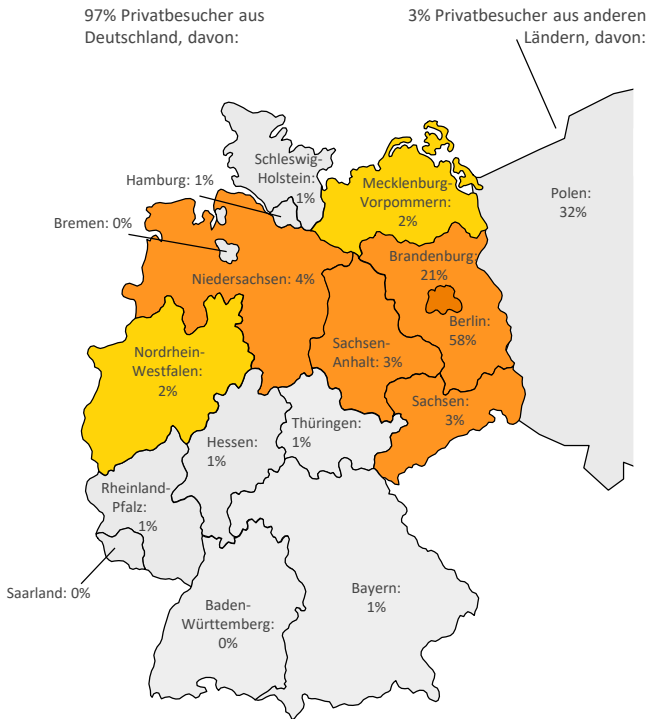 97% Privatbesucher aus
Deutschland, davon:
3% Privatbesucher aus anderen
Ländern, davon:
Schleswig-
Holstein:
1%
Hamburg: 1%
Mecklenburg-
Vorpommern:
2%
Polen:
32%
Bremen: 0%
Niedersachsen: 4%
Brandenburg:
21%
Berlin:
58%
Sachsen-
Anhalt: 3%
Nordrhein-
Westfalen:
2%
Sachsen:
3%
Hessen:
1%
Thüringen:
1%
Rheinland-
Pfalz:
1%
Saarland: 0%
Baden-
Württemberg:
0%
Bayern:
1%